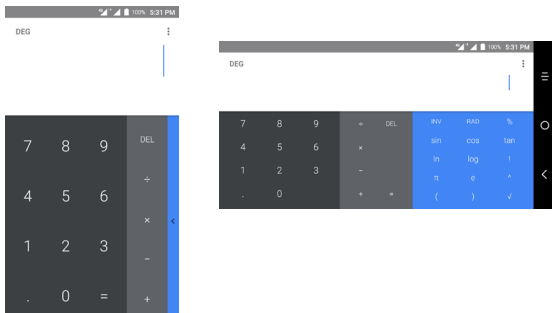 100% 5:31 PM
DEG
7 8 9 DEL
÷
4 5 6
×
1 2 3
−
. 0 = +
100% 5:31 PM
DEG
7 8 9 ÷ DEL INV RAD %
4 5 6 × sin cos tan
1 2 3 − ln log !
π e ^
. 0 + = ( ) √